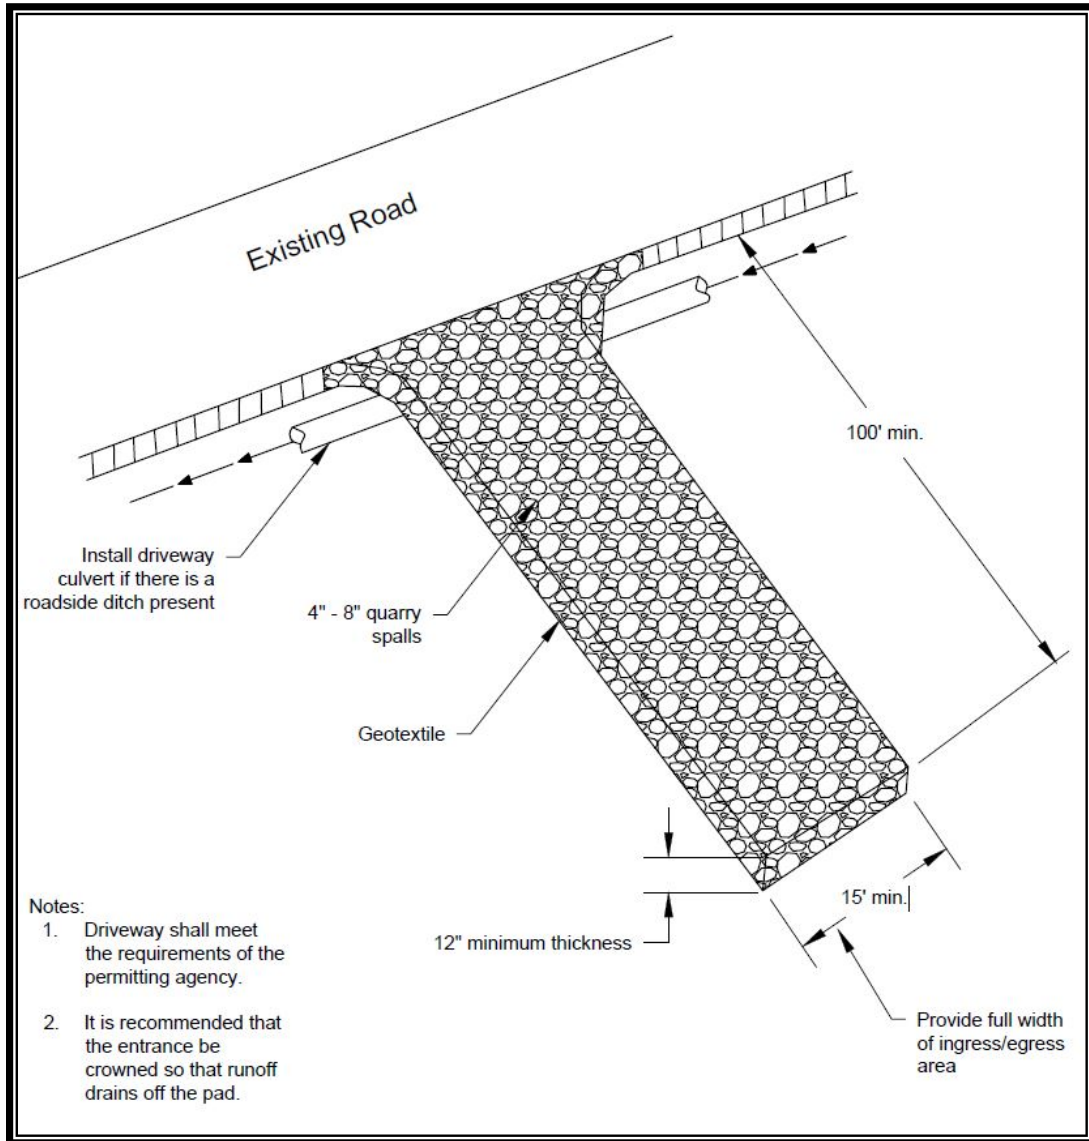 Existing Road
100' min.
Install driveway
culvert if there is a
roadside ditch present
4" - 8" quarry
spalls
Geotextile
15' min.
12" minimum thickness
Provide full width
of ingress/egress
area
Notes:
1. Driveway shall meet
the requirements of the
permitting agency.
2. It is recommended that
the entrance be
crowned so that runoff
drains off the pad.